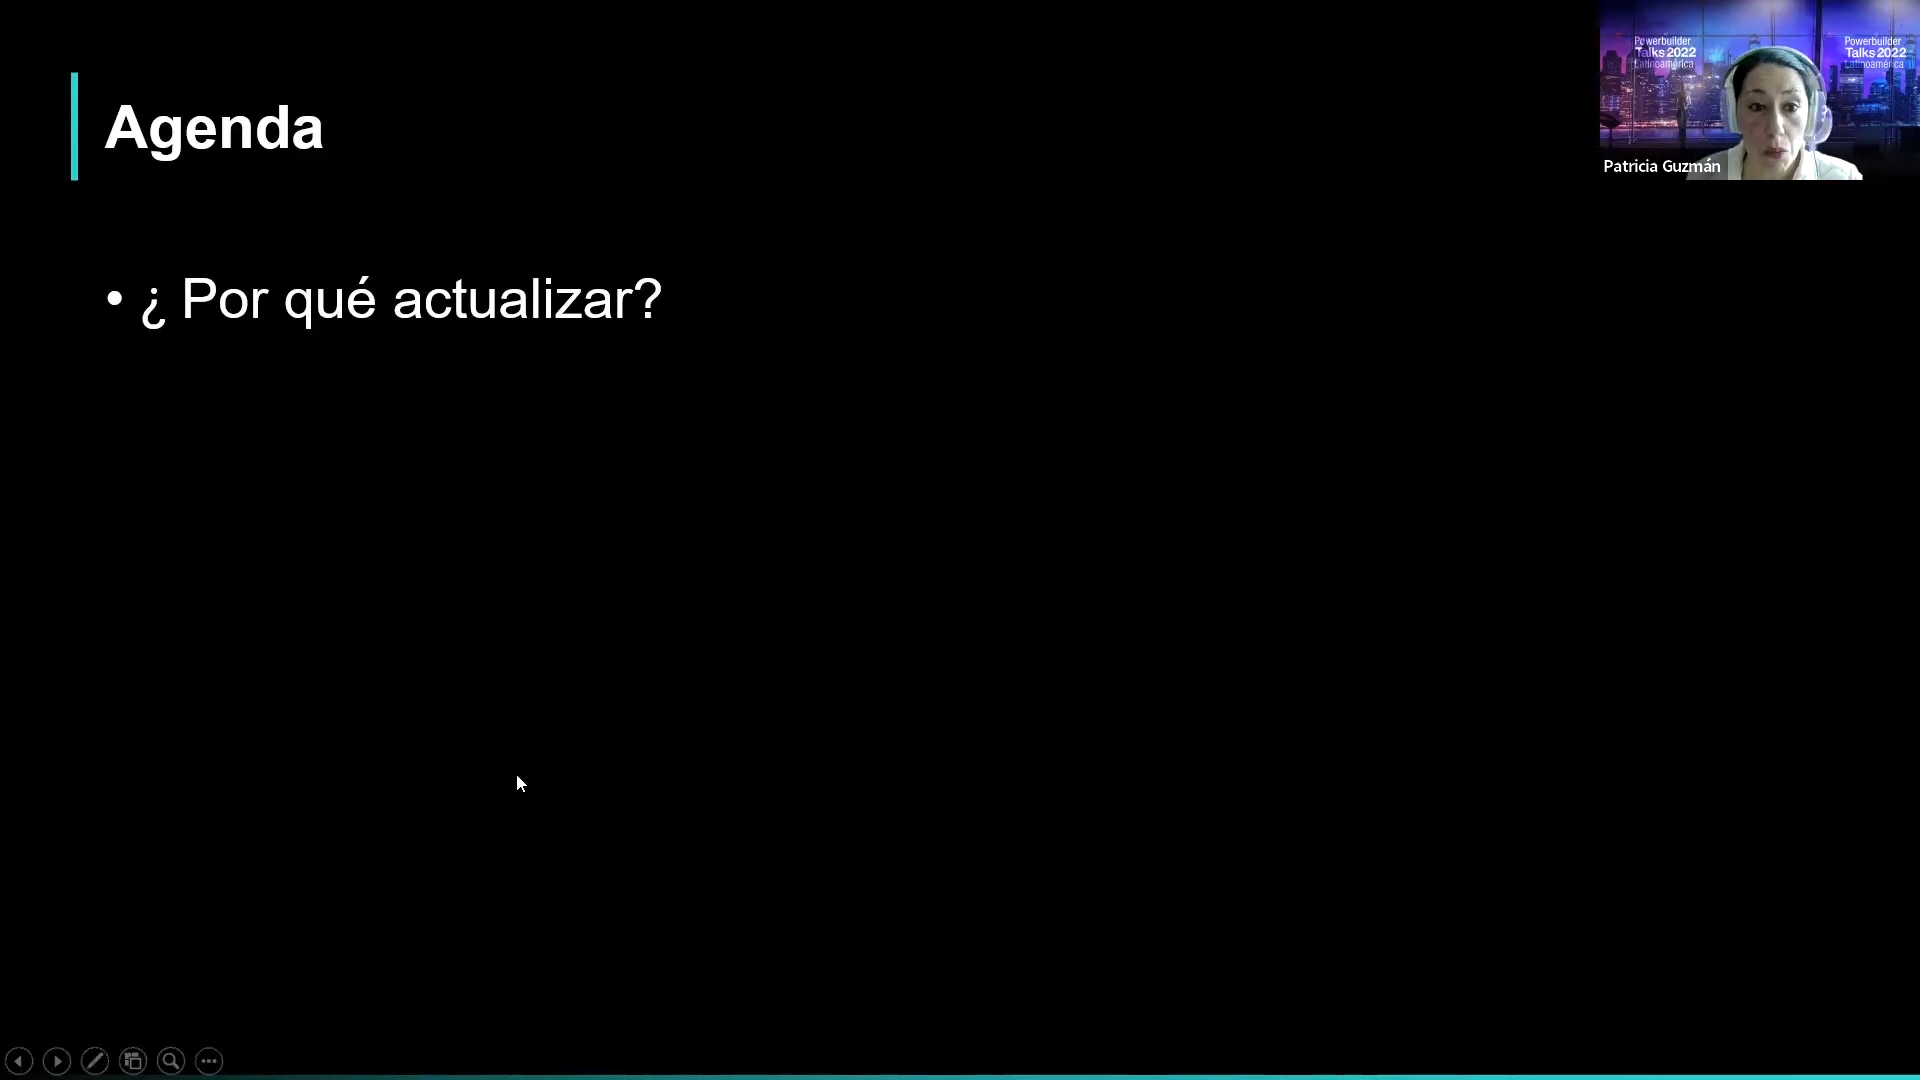 Agenda
• ¿ Por qué actualizar?
Powerbuilder
Talks 2022
Latinoamérica
Powerbuilder
Talks 2022
Latinoamérica
Patricia Guzmán